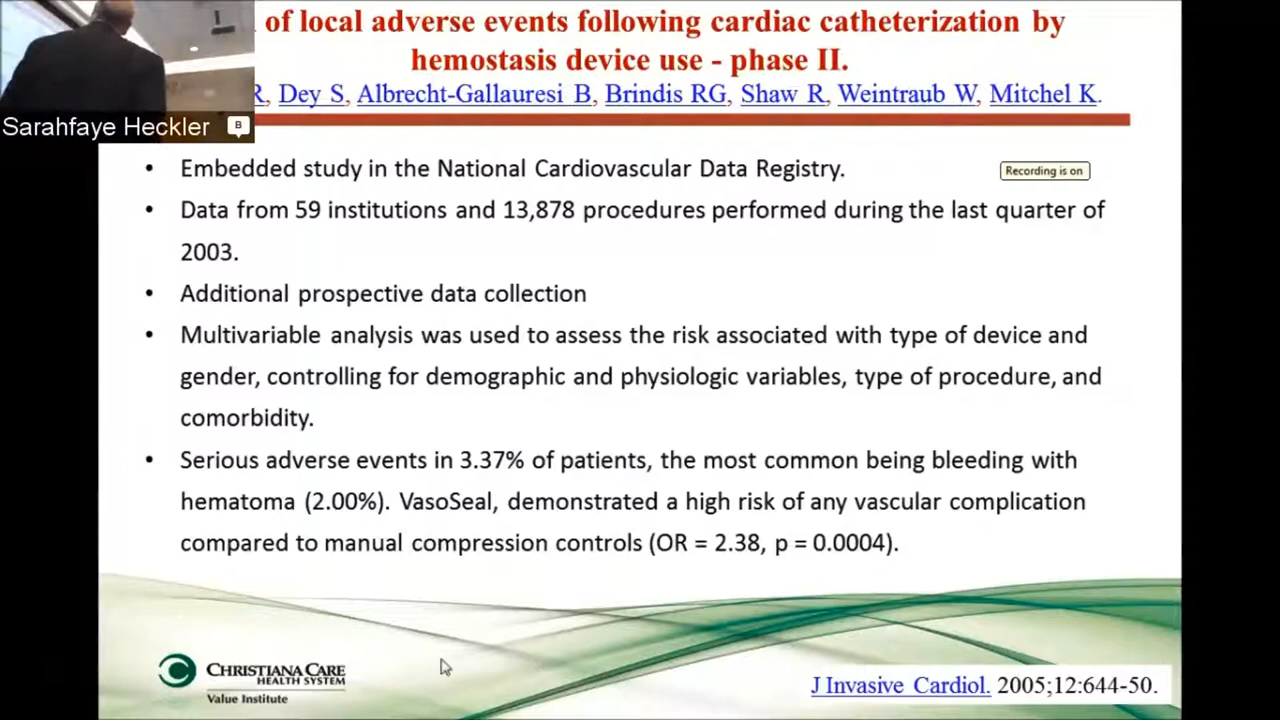 of local adverse events following cardiac catheterization by
hemostasis device use - phase II.
R, Dey S, Albrecht-Gallauresi B, Brindis RG, Shaw R, Weintraub W, Mitchel K.
Sarahfaye Heckler B
• Embedded study in the National Cardiovascular Data Registry.
Recording is on
• Data from 59 institutions and 13,878 procedures performed during the last quarter of
2003.
• Additional prospective data collection
• Multivariable analysis was used to assess the risk associated with type of device and
gender, controlling for demographic and physiologic variables, type of procedure, and
comorbidity.
• Serious adverse events in 3.37% of patients, the most common being bleeding with
hematoma (2.00%). VasoSeal, demonstrated a high risk of any vascular complication
compared to manual compression controls (OR = 2.38, p = 0.0004).
CHRISTIANA CARE
HEALTH SYSTEM
Value Institute
J Invasive Cardiol. 2005;12:644-50.